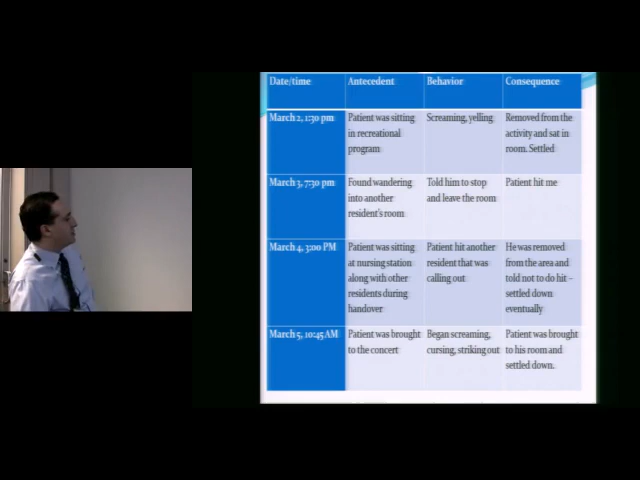 Date/time Antecedent Behavior Consequence
March 2, 1:30 pm Patient was sitting Screaming, yelling Removed from the
in recreational activity and sat in
program room. Settled
March 3, 7:30 pm Found wandering Told him to stop Patient hit me
into another and leave the room
resident's room
March 4, 3:00 PM Patient was sitting Patient hit another He was removed
at nursing station resident that was from the area and
along with other calling out told not to do hit –
residents during settled down
handover eventually
March 5, 10:45 AM Patient was brought Began screaming, Patient was brought
to the concert cursing, striking out to his room and
settled down.